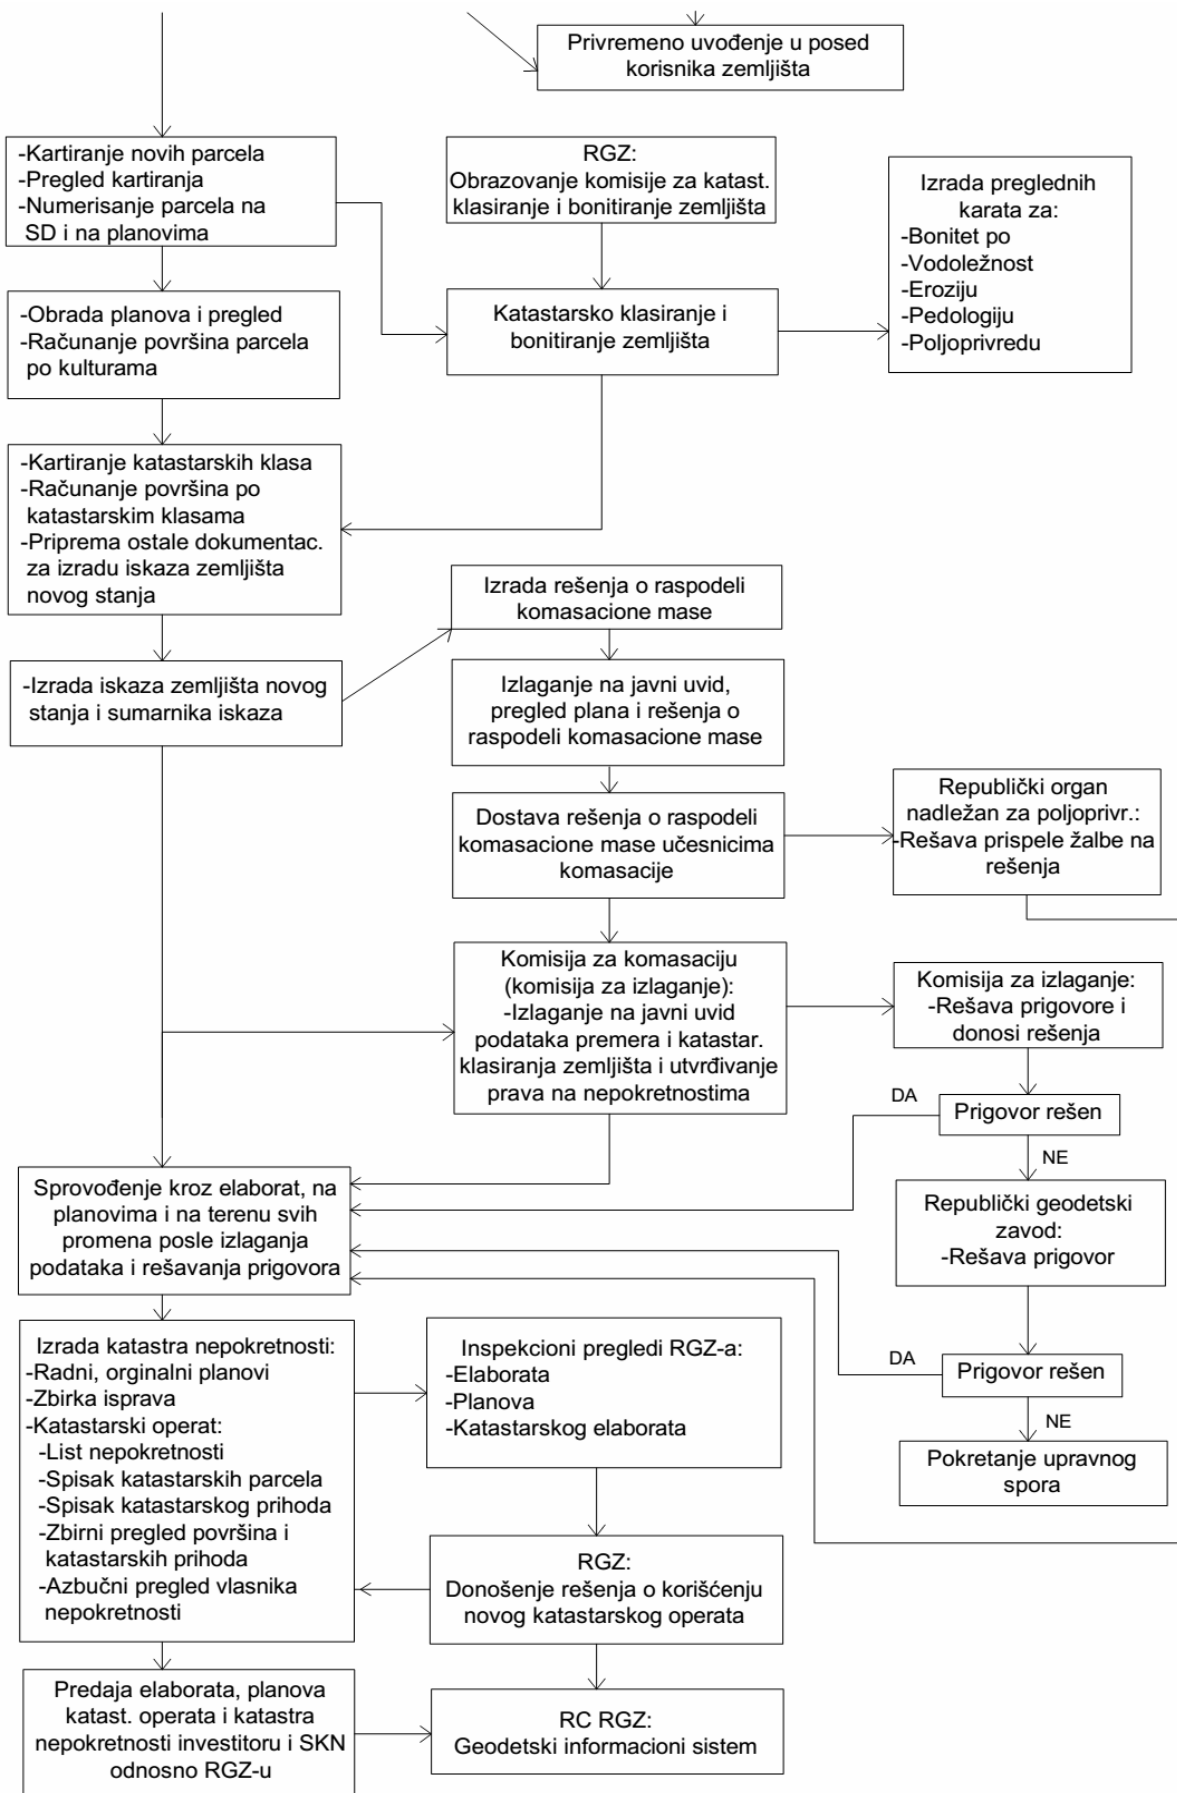 Privremeno uvođenje u posed
korisnika zemljišta
-Kartiranje novih parcela
-Pregled kartiranja
-Numerisanje parcela na
SD i na planovima
RGZ:
Obrazovanje komisije za katast.
klasiranje i bonitiranje zemljišta
Izrada preglednih
karata za:
-Bonitet po
-Vodoležnost
-Eroziju
-Pedologiju
-Poljoprivredu
-Obrada planova i pregled
-Računanje površina parcela
po kulturama
Katastarsko klasiranje i
bonitiranje zemljišta
-Kartiranje katastarskih klasa
-Računanje površina po
katastarskim klasama
-Priprema ostale dokumentac.
za izradu iskaza zemljišta
novog stanja
Izrada rešenja o raspodeli
komasacione mase
-Izrada iskaza zemljišta novog
stanja i sumarnika iskaza
Izlaganje na javni uvid,
pregled plana i rešenja o
raspodeli komasacione mase
Dostava rešenja o raspodeli
komasacione mase učesnicima
komasacije
Republički organ
nadležan za poljoprivr.:
-Rešava prispele žalbe na
rešenja
Komisija za komasaciju
(komisija za izlaganje):
-Izlaganje na javni uvid
podataka premera i katastar.
klasiranja zemljišta i utvrđivanje
prava na nepokretnostima
Komisija za izlaganje:
-Rešava prigovore i
donosi rešenja
DA
Prigovor rešen
NE
Sprovođenje kroz elaborat, na
planovima i na terenu svih
promena posle izlaganja
podataka i rešavanja prigovora
Republički geodetski
zavod:
-Rešava prigovor
DA
Prigovor rešen
NE
Pokretanje upravnog
spora
Izrada katastra nepokretnosti:
-Radni, orginalni planovi
-Zbirka isprava
-Katastarski operat:
-List nepokretnosti
-Spisak katastarskih parcela
-Spisak katastarskog prihoda
-Zbirni pregled površina i
katastarskih prihoda
-Azbučni pregled vlasnika
nepokretnosti
Inspekcioni pregledi RGZ-a:
-Elaborata
-Planova
-Katastarskog elaborata
RGZ:
Donošenje rešenja o korišćenju
novog katastarskog operata
Predaja elaborata, planova
katast. operata i katastra
nepokretnosti investitoru i SKN
odnosno RGZ-u
RC RGZ:
Geodetski informacioni sistem